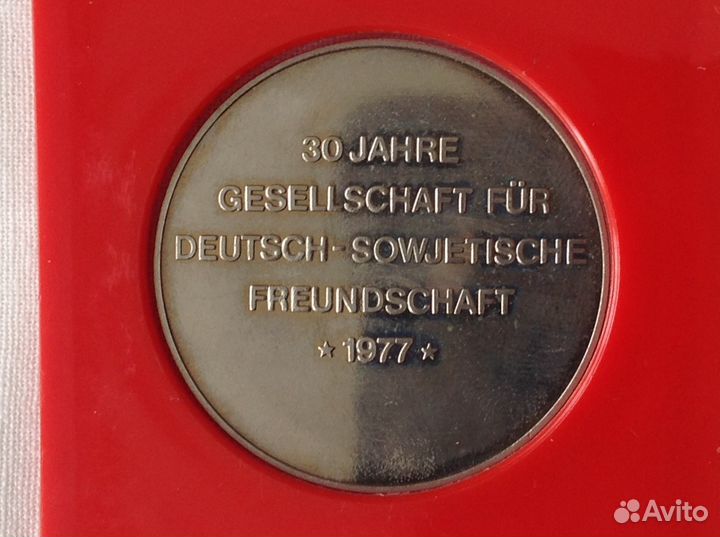 30 JAHRE
GESELLSCHAFT FÜR
DEUTSCH-SOWJETISCHE
FREUNDSCHAFT
★ 1977 ★
Avito